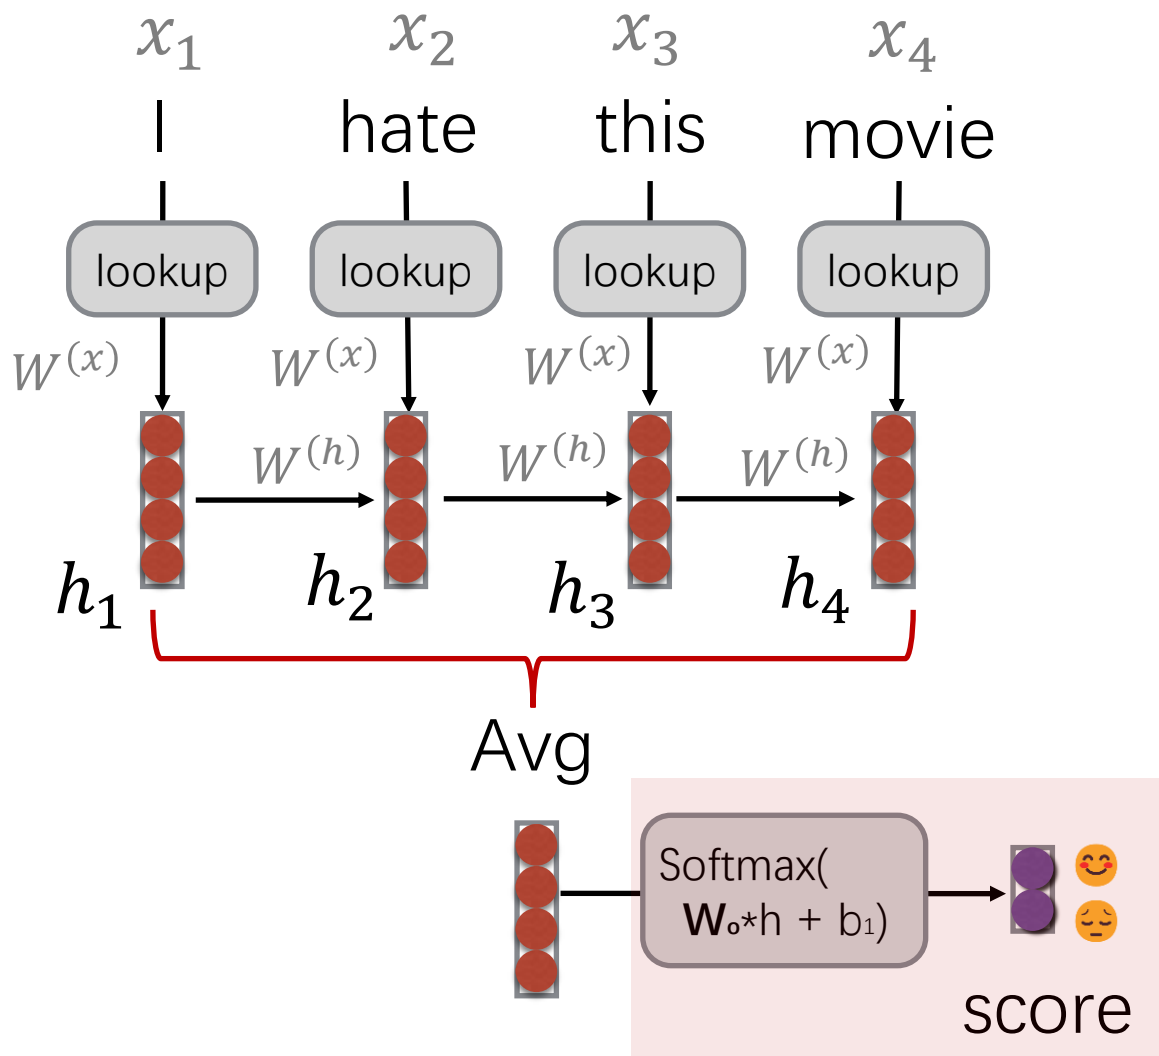 x₁ x₂ x₃ x₄
I hate this movie
lookup lookup lookup lookup
W⁽ˣ⁾ W⁽ˣ⁾ W⁽ˣ⁾ W⁽ˣ⁾
W⁽ʰ⁾ W⁽ʰ⁾ W⁽ʰ⁾
h₁ h₂ h₃ h₄
Avg
Softmax(
Wₒ*h + b₁)
score